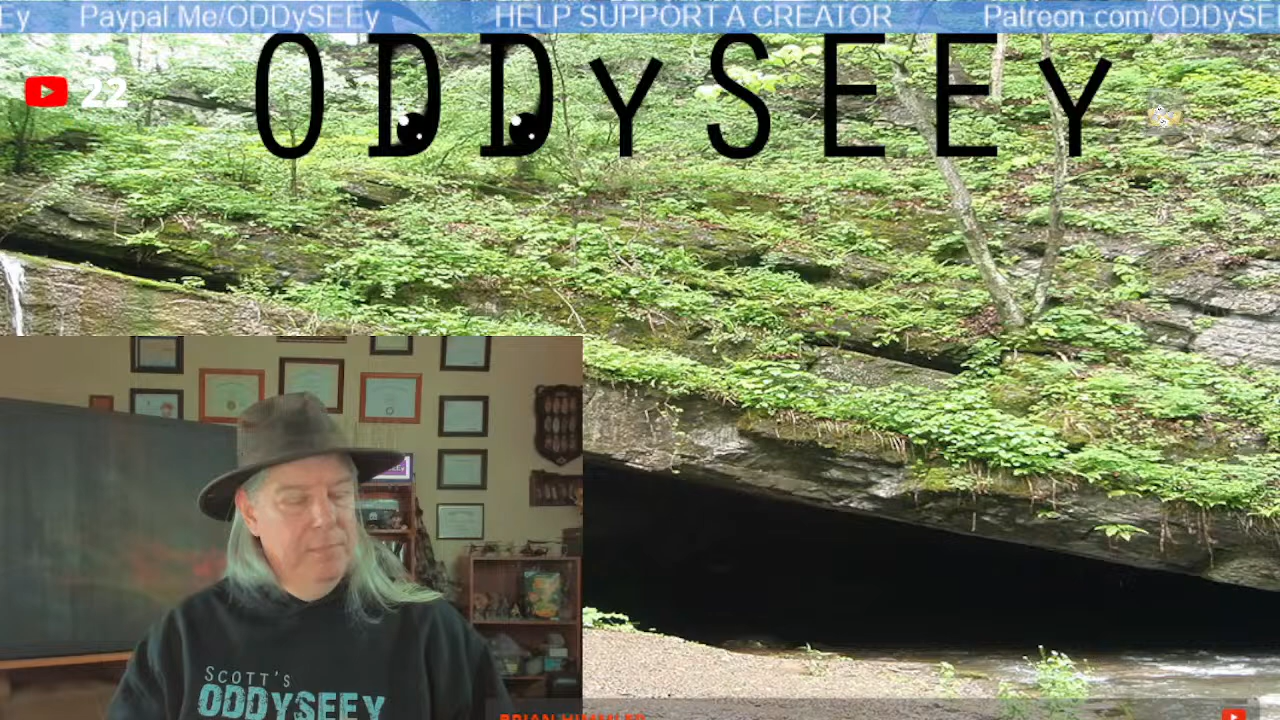 Ey Paypal.Me/ODDySEEy HELP SUPPORT A CREATOR Patreon.com/ODDySE
ODDySEEy
22
SCOTT'S
ODDYSEEY